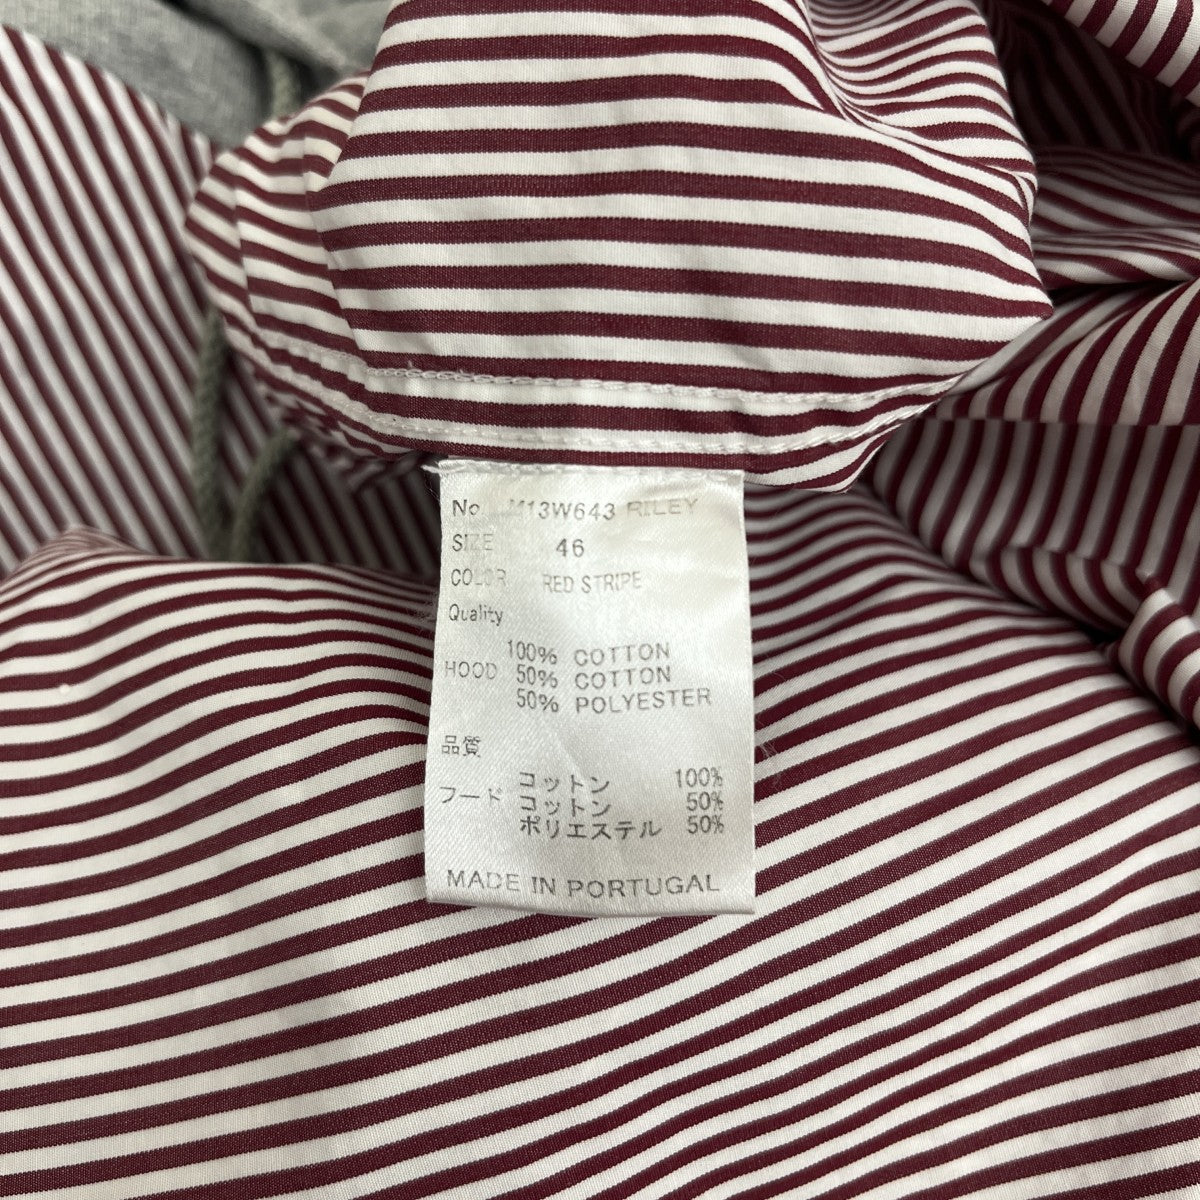 No M13W643 RILEY
SIZE 46
COLOR RED STRIPE
Quality
100% COTTON
HOOD 50% COTTON
50% POLYESTER
品質
コットン 100%
フード コットン 50%
ポリエステル 50%
MADE IN PORTUGAL